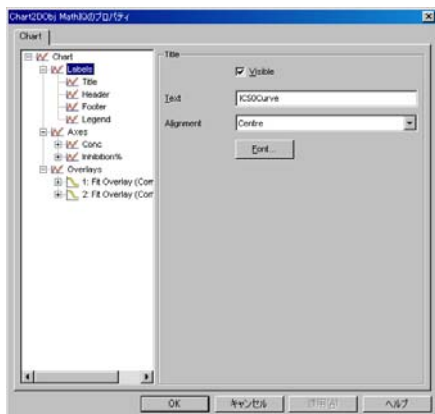 Chart2DObj MathIQのプロパティ
Chart
Chart
Labels
Title
Header
Footer
Legend
Axes
Conc
Inhibition%
Overlays
1: Fit Overlay (Com
2: Fit Overlay (Com
Title
Visible
Text
IC50Curve
Alignment
Centre
Font...
OK
キャンセル
ヘルプ